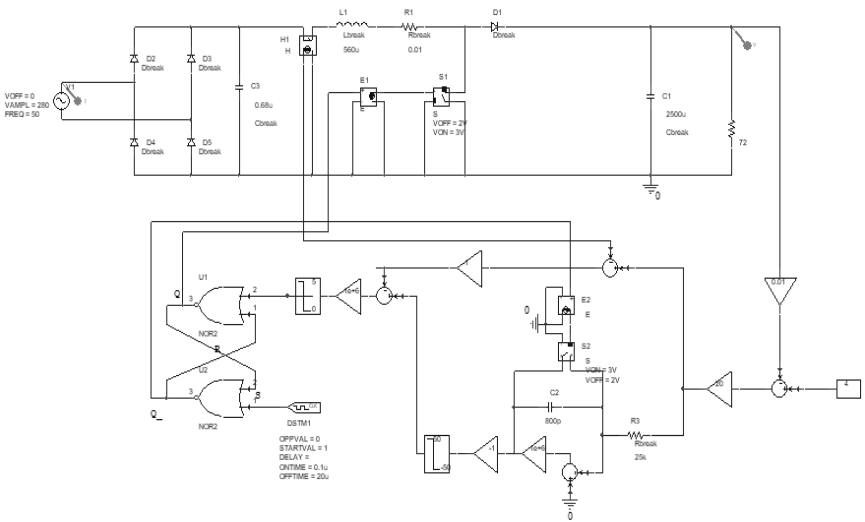 L1
Lbreak
560u
R1
Rbreak
0.01
D1
Dbreak
H1
H
D2
Dbreak
D3
Dbreak
VOFF = 0
VAMPL = 280
FREQ = 50
V1
C3
0.68u
Cbreak
E1
E
S1
S
VOFF = 2V
VON = 3V
C1
2500u
Cbreak
72
D4
Dbreak
D5
Dbreak
0
U1
Q
3
2
1
NOR2
5
0
1e+6
1
0
E2
E
0.01
R
U2
S2
S
VON = 3V
VOFF = 2V
20
4
3
2
S
1
Q_
NOR2
DSTM1
C2
800p
R3
Rbreak
25k
OPPVAL = 0
STARTVAL = 1
DELAY =
ONTIME = 0.1u
OFFTIME = 20u
50
-50
-1
1e+6
0